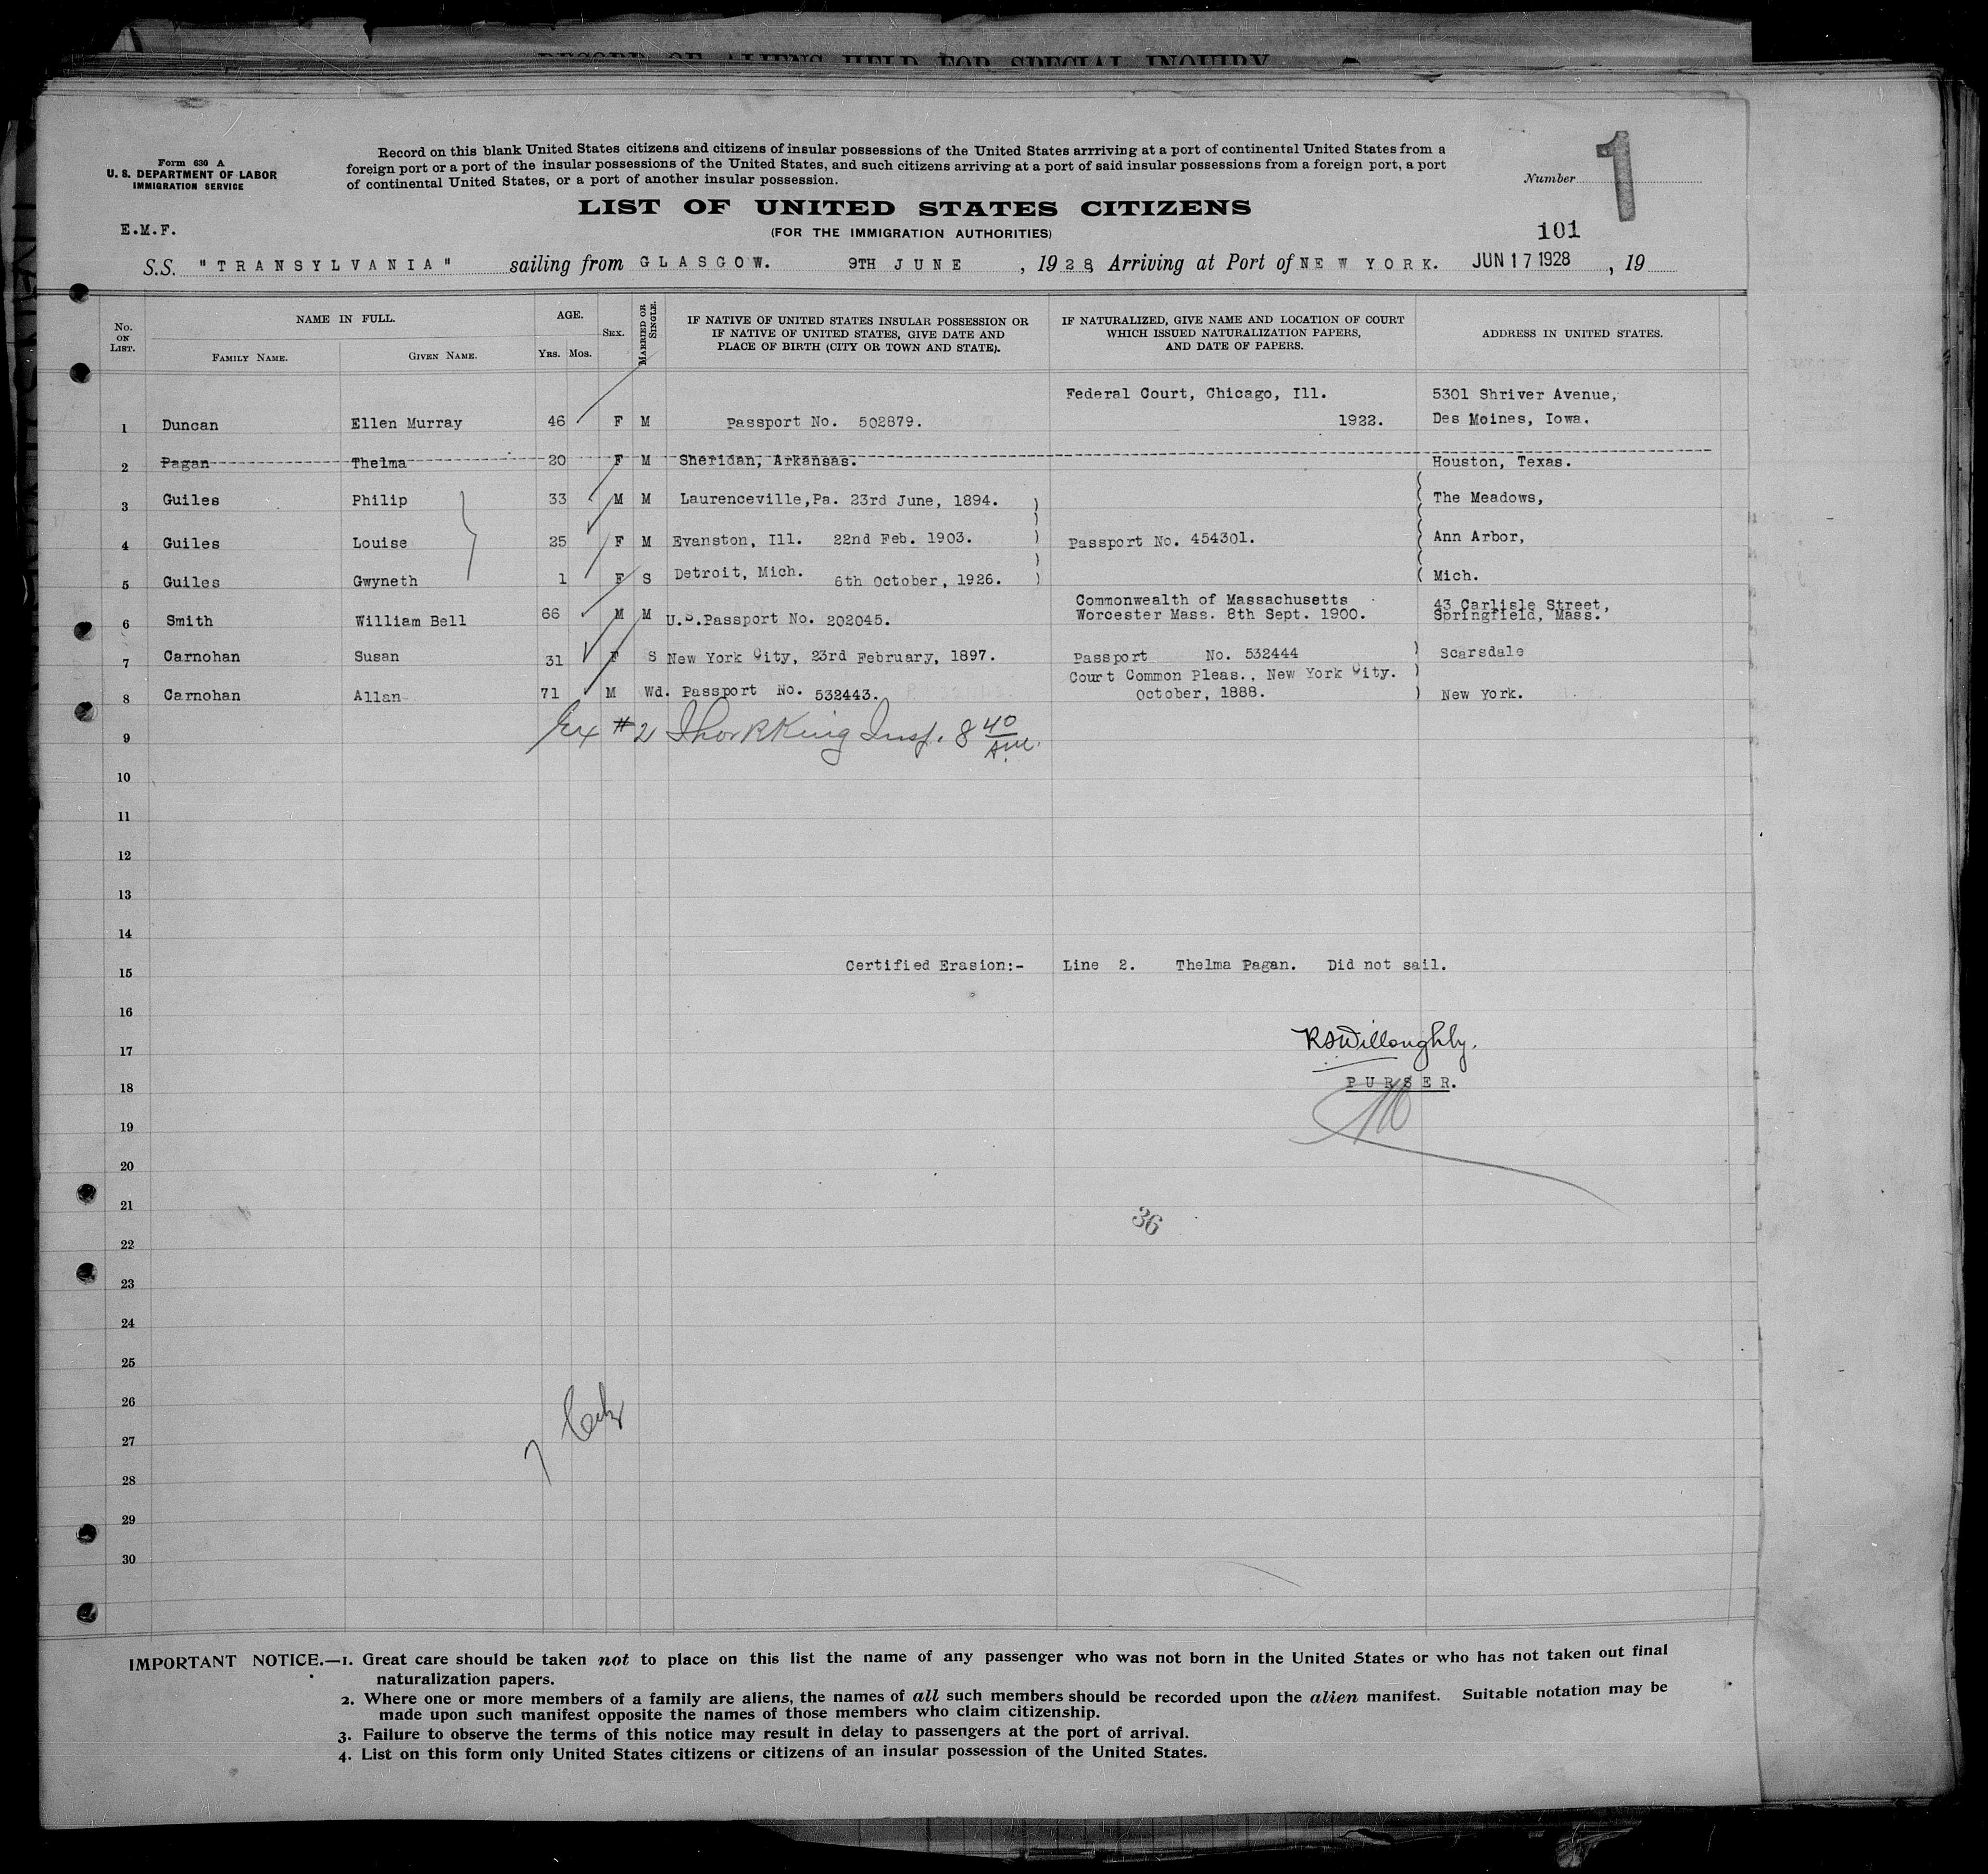 RECORD OF ALIENS HELD FOR SPECIAL INQUIRY
Form 630 A
U. S. DEPARTMENT OF LABOR
IMMIGRATION SERVICE
Record on this blank United States citizens and citizens of insular possessions of the United States arrriving at a port of continental United States from a
foreign port or a port of the insular possessions of the United States, and such citizens arriving at a port of said insular possessions from a foreign port, a port
of continental United States, or a port of another insular possession.
Number 1
LIST OF UNITED STATES CITIZENS
(FOR THE IMMIGRATION AUTHORITIES)
E.M.F.
101
S.S. "TRANSYLVANIA" sailing from GLASGOW. 9TH JUNE, 1928 Arriving at Port of NEW YORK. JUN 17 1928, 19
No. ON LIST. NAME IN FULL. FAMILY NAME. GIVEN NAME. AGE. Yrs. Mos. SEX. MARRIED OR SINGLE. IF NATIVE OF UNITED STATES INSULAR POSSESSION OR IF NATIVE OF UNITED STATES, GIVE DATE AND PLACE OF BIRTH (CITY OR TOWN AND STATE). IF NATURALIZED, GIVE NAME AND LOCATION OF COURT WHICH ISSUED NATURALIZATION PAPERS, AND DATE OF PAPERS. ADDRESS IN UNITED STATES.
Federal Court, Chicago, Ill. 5301 Shriver Avenue,
1 Duncan Ellen Murray 46 F M Passport No. 502879. 1922. Des Moines, Iowa.
2 Pagan Thelma 20 F M Sheridan, Arkansas. Houston, Texas.
3 Guiles Philip 33 M M Laurenceville,Pa. 23rd June, 1894. The Meadows,
4 Guiles Louise 25 F M Evanston, Ill. 22nd Feb. 1903. Passport No. 454301. Ann Arbor,
5 Guiles Gwyneth 1 F S Detroit, Mich. 6th October, 1926. Mich.
Commonwealth of Massachusetts 43 Carlisle Street,
6 Smith William Bell 66 M M U.S.Passport No. 202045. Worcester Mass. 8th Sept. 1900. Springfield, Mass.
7 Carnohan Susan 31 F S New York City, 23rd February, 1897. Passport No. 532444 Scarsdale
Court Common Pleas., New York City.
8 Carnohan Allan 71 M Wd. Passport No. 532443. October, 1888. New York.
9 Ex #2 Thor R King Insp. 8 40 A.M.
10
11
12
13
14
15 Certified Erasion:- Line 2. Thelma Pagan. Did not sail.
16
17 RSWilloughby.
18 PURSER.
19
20
21
36
22
23
24
25
26
27
28
29
30
IMPORTANT NOTICE.—1. Great care should be taken not to place on this list the name of any passenger who was not born in the United States or who has not taken out final
naturalization papers.
2. Where one or more members of a family are aliens, the names of all such members should be recorded upon the alien manifest. Suitable notation may be
made upon such manifest opposite the names of those members who claim citizenship.
3. Failure to observe the terms of this notice may result in delay to passengers at the port of arrival.
4. List on this form only United States citizens or citizens of an insular possession of the United States.